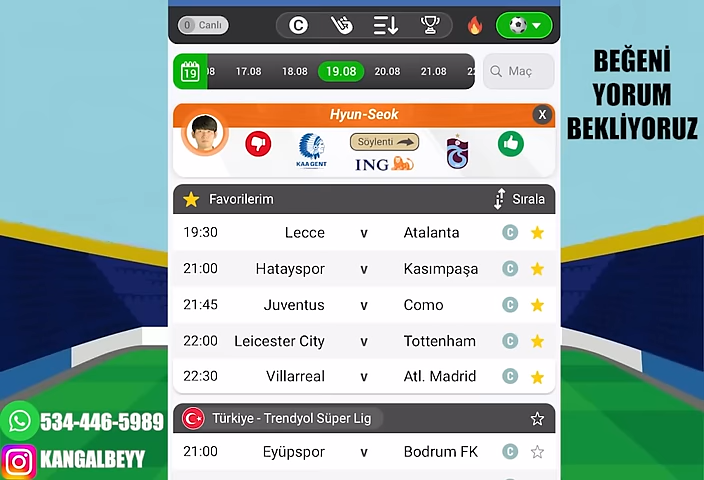 0 Canlı
C
19
08 17.08 18.08 19.08 20.08 21.08 2
Maç
BEĞENİ
YORUM
BEKLİYORUZ
Hyun-Seok
X
Söylenti
KAA GENT
ING
Favorilerim
Sırala
19:30 Lecce v Atalanta C
21:00 Hatayspor v Kasımpaşa C
21:45 Juventus v Como C
22:00 Leicester City v Tottenham C
22:30 Villarreal v Atl. Madrid C
Türkiye - Trendyol Süper Lig
21:00 Eyüpspor v Bodrum FK C
534-446-5989
KANGALBEYY